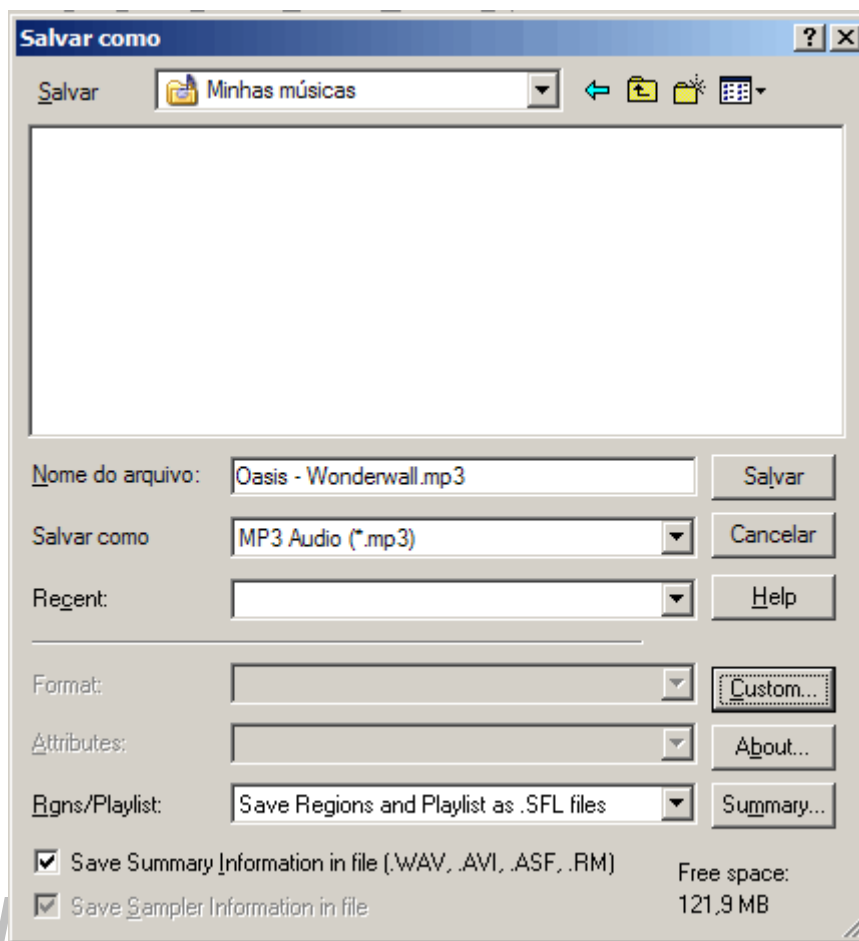 Salvar como
Salvar
Minhas músicas
Nome do arquivo:
Oasis - Wonderwall.mp3
Salvar
Salvar como
MP3 Audio (*.mp3)
Cancelar
Recent:
Help
Format:
Custom...
Attributes:
About...
Rgns/Playlist:
Save Regions and Playlist as .SFL files
Summary...
Save Summary Information in file (.WAV, .AVI, .ASF, .RM)
Free space:
121,9 MB
Save Sampler Information in file